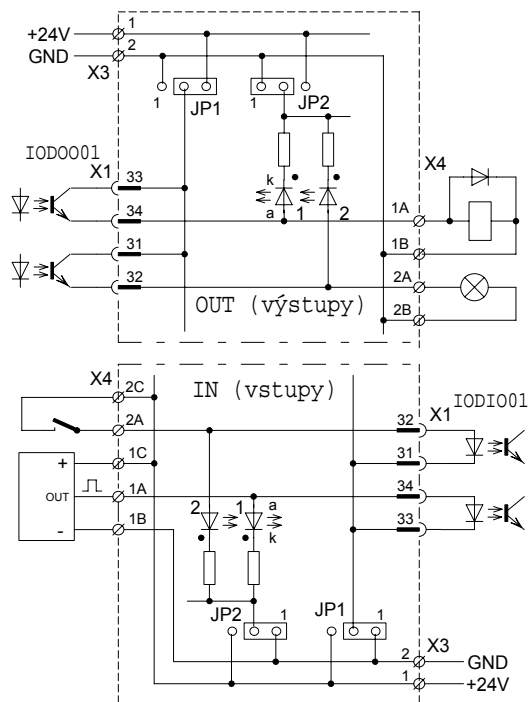 +24V
1
GND
2
X3
1
JP1
1
JP2
IODO01
X1
33
34
31
32
k
a
1
2
X4
1A
1B
2A
2B
OUT (výstupy)
IN (vstupy)
X4
2C
2A
1C
1A
1B
+
OUT
-
X1
IODIO01
32
31
34
33
2
1
a
k
JP2
1
JP1
1
X3
2
GND
1
+24V